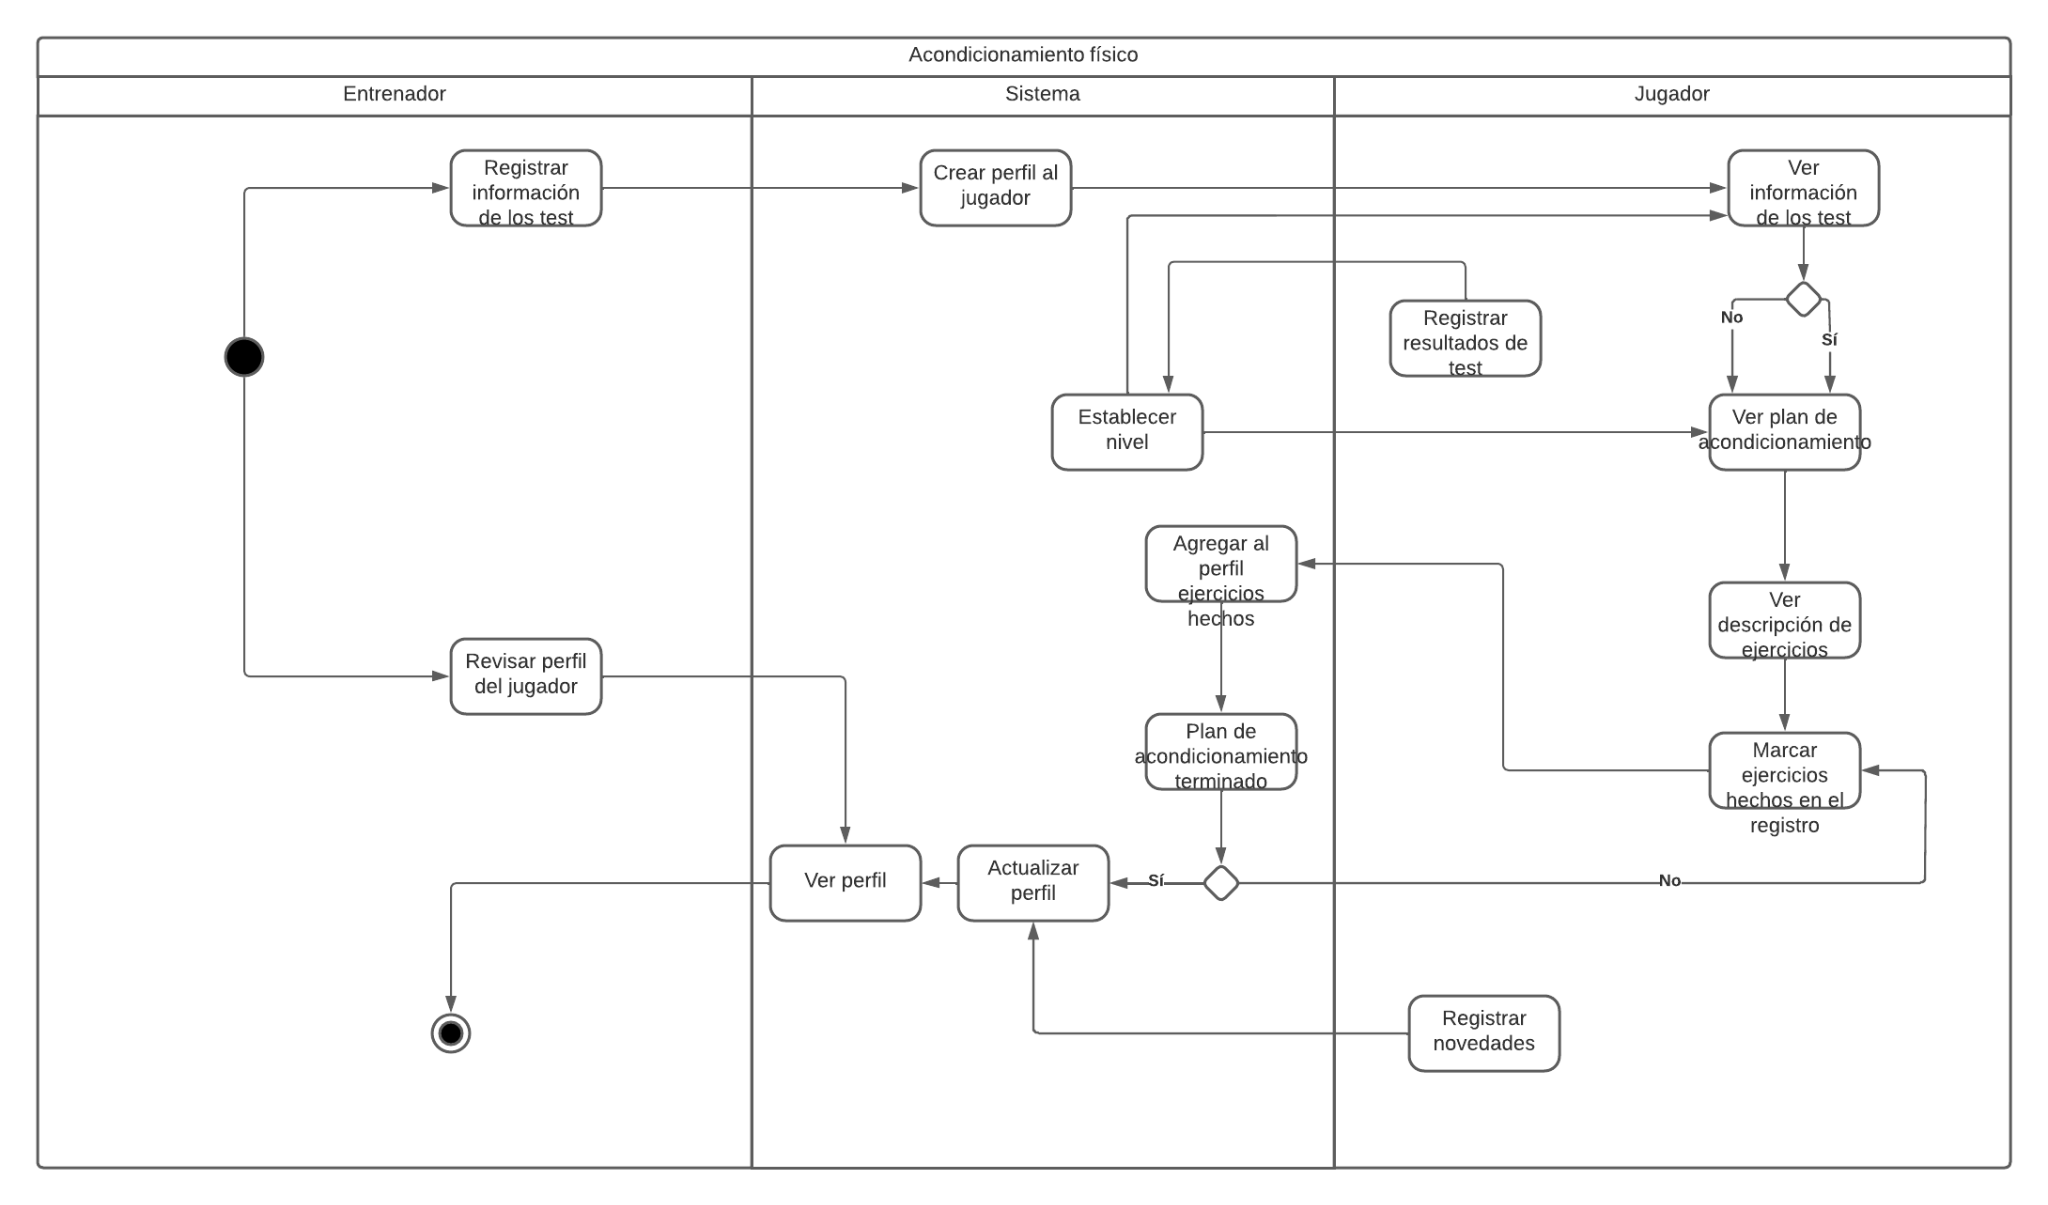 Acondicionamiento físico
Entrenador
Sistema
Jugador
Registrar
información
de los test
Crear perfil al
jugador
Ver
información
de los test
Registrar
resultados de
test
No
Sí
Establecer
nivel
Ver plan de
acondicionamiento
Agregar al
perfil
ejercicios
hechos
Ver
descripción de
ejercicios
Revisar perfil
del jugador
Plan de
acondicionamiento
terminado
Marcar
ejercicios
hechos en el
registro
Ver perfil
Actualizar
perfil
Sí
No
Registrar
novedades